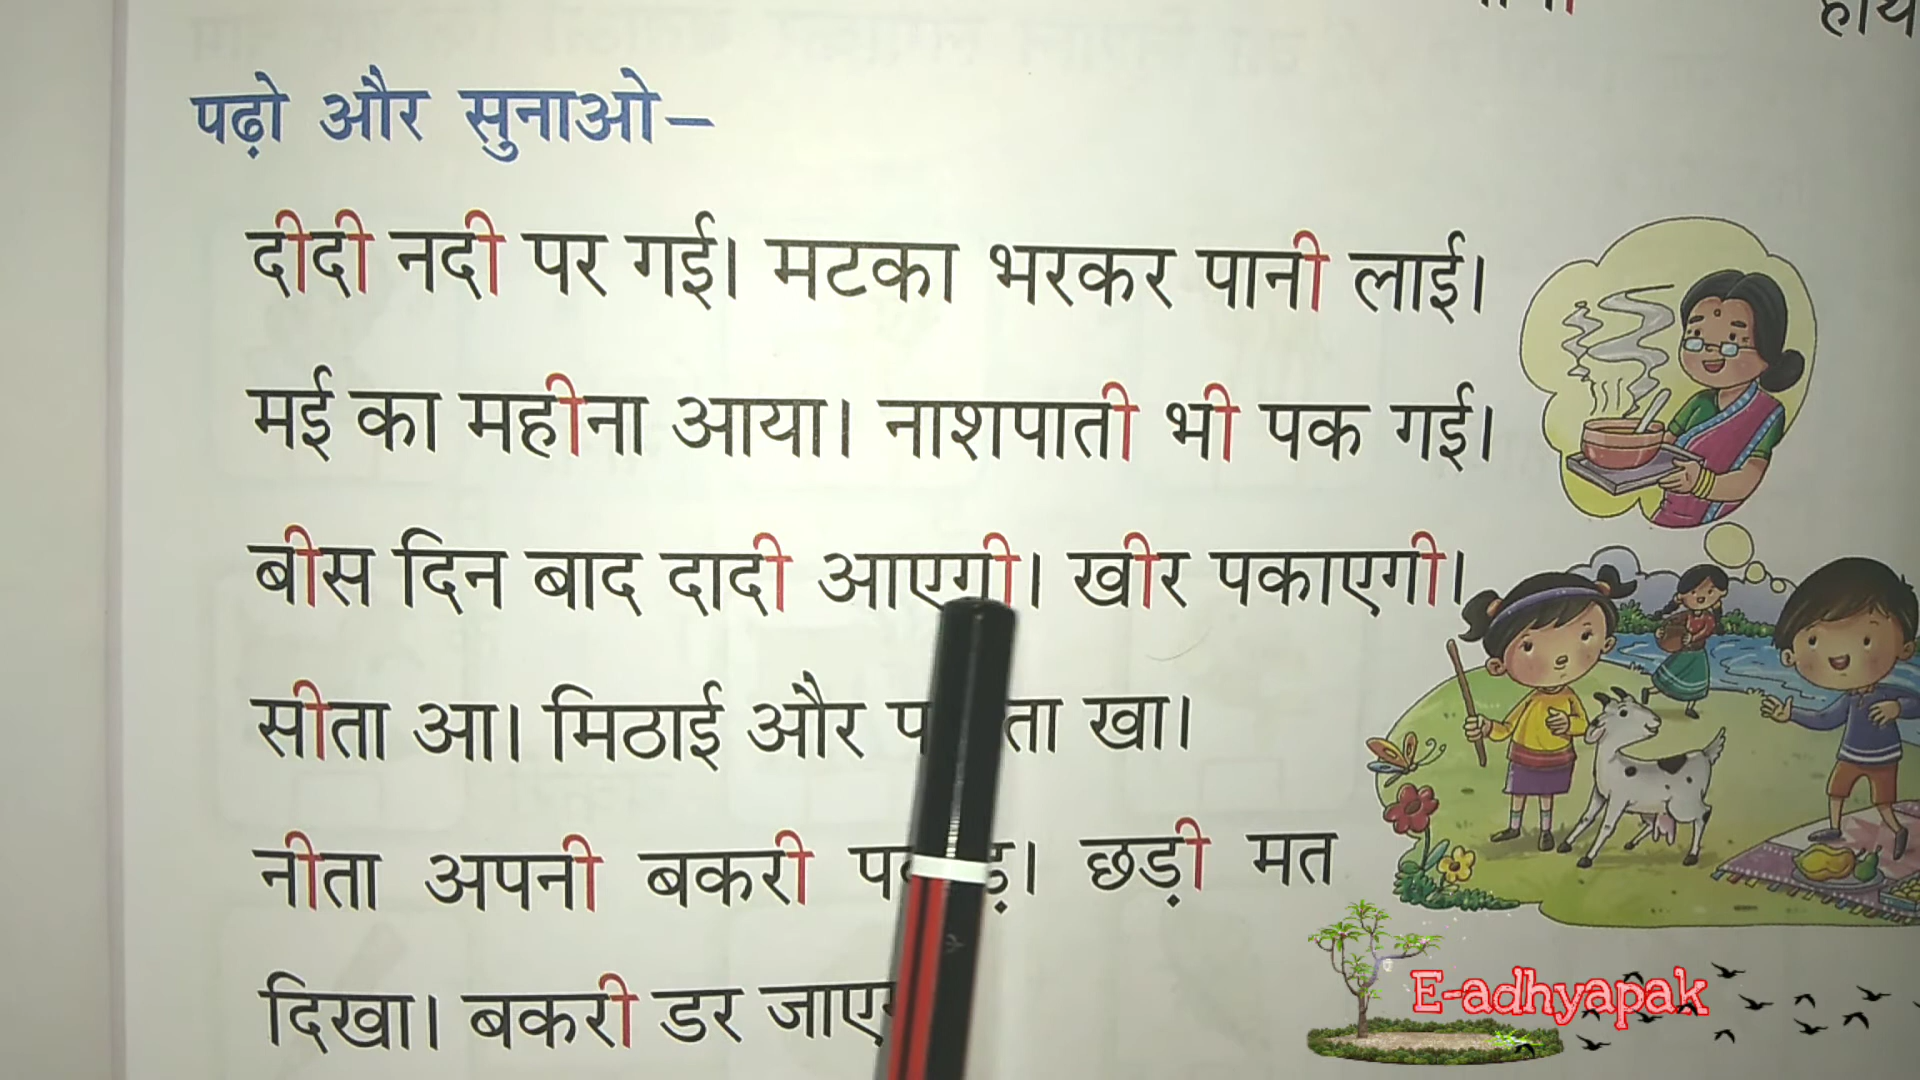 पढ़ो और सुनाओ–
दीदी नदी पर गई। मटका भरकर पानी लाई।
मई का महीना आया। नाशपाती भी पक गई।
बीस दिन बाद दादी आएगी। खीर पकाएगी।
सीता आ। मिठाई और खा।
नीता अपनी बकरी छड़ी मत
दिखा। बकरी डर
E-adhyapak